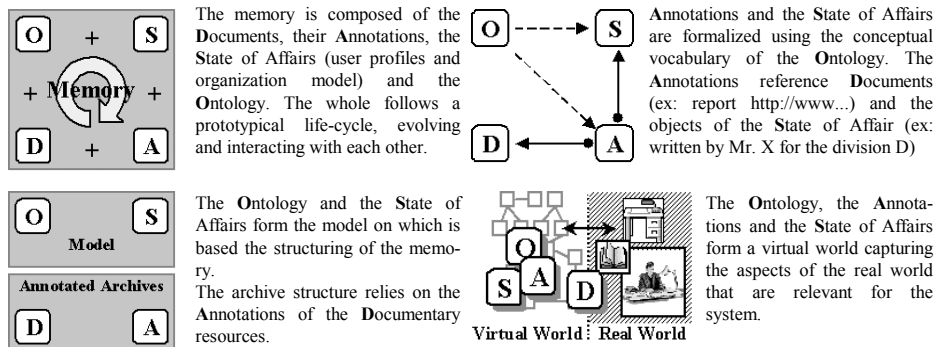 O + S
Memory
+ +
D + A
The memory is composed of the
Documents, their Annotations, the
State of Affairs (user profiles and
organization model) and the
Ontology. The whole follows a
prototypical life-cycle, evolving
and interacting with each other.
O S
D A
Annotations and the State of Affairs
are formalized using the conceptual
vocabulary of the Ontology. The
Annotations reference Documents
(ex: report http://www...) and the
objects of the State of Affair (ex:
written by Mr. X for the division D)
O S
Model
Annotated Archives
D A
The Ontology and the State of
Affairs form the model on which is
based the structuring of the memo-
ry.
The archive structure relies on the
Annotations of the Documentary
resources.
O
S A D
Virtual World Real World
The Ontology, the Annota-
tions and the State of Affairs
form a virtual world capturing
the aspects of the real world
that are relevant for the
system.